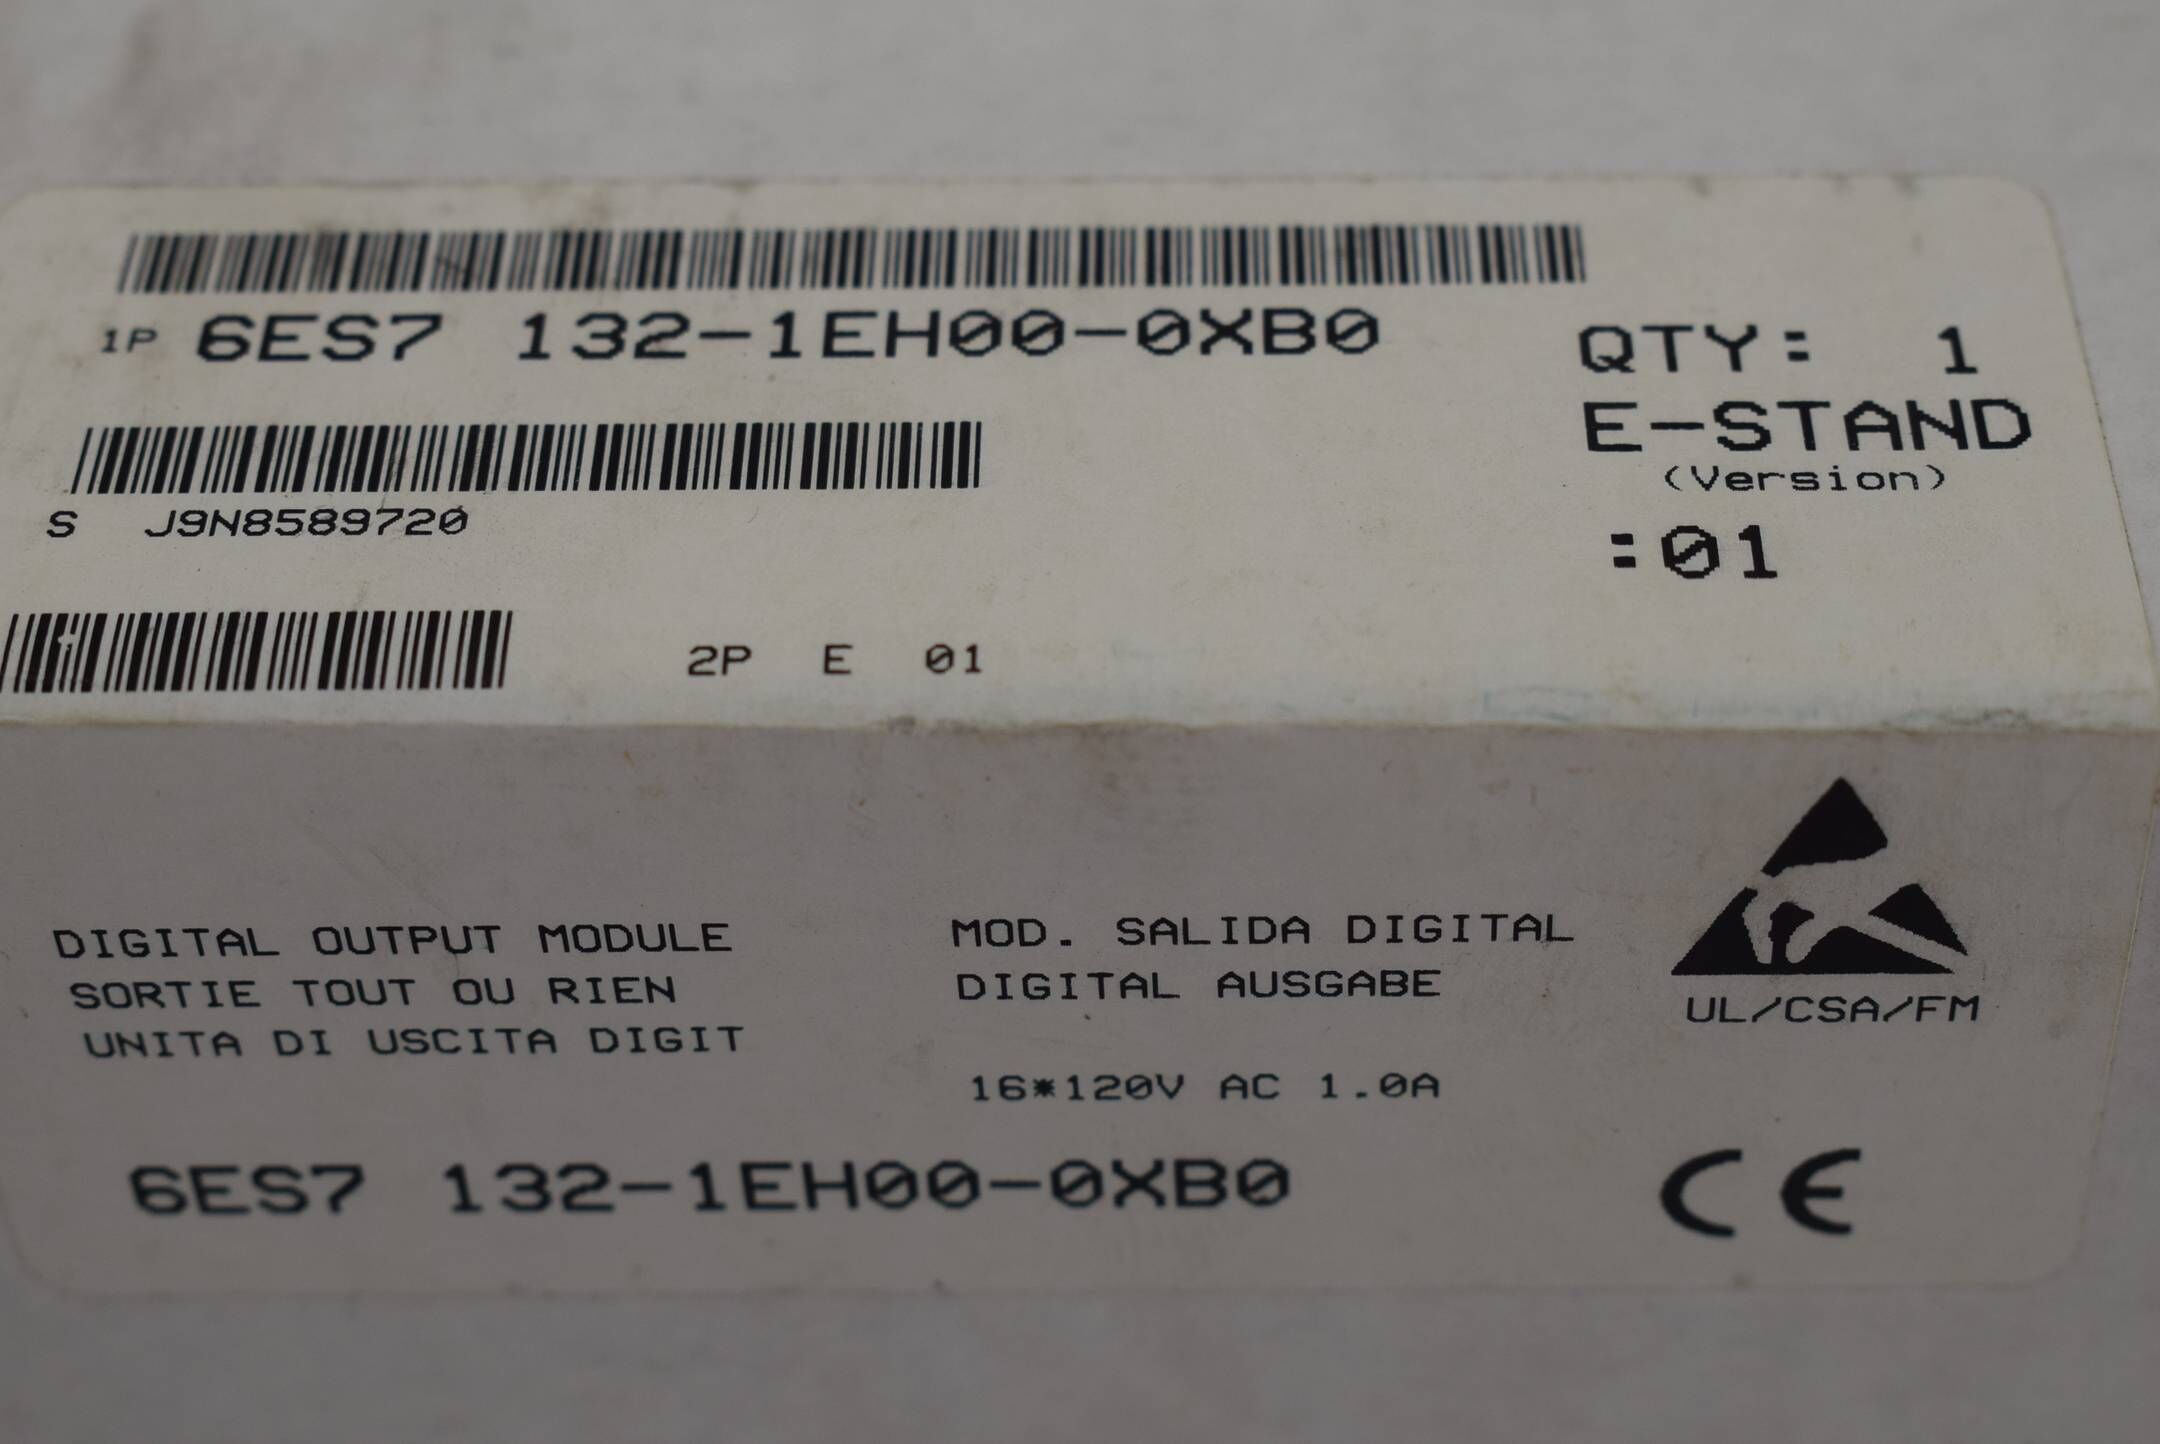 1P 6ES7 132-1EH00-0XB0
QTY: 1
E-STAND
(Version)
:01
S J9N8589720
2P E 01
DIGITAL OUTPUT MODULE
SORTIE TOUT OU RIEN
UNITA DI USCITA DIGIT
MOD. SALIDA DIGITAL
DIGITAL AUSGABE
16*120V AC 1.0A
UL/CSA/FM
6ES7 132-1EH00-0XB0
CE